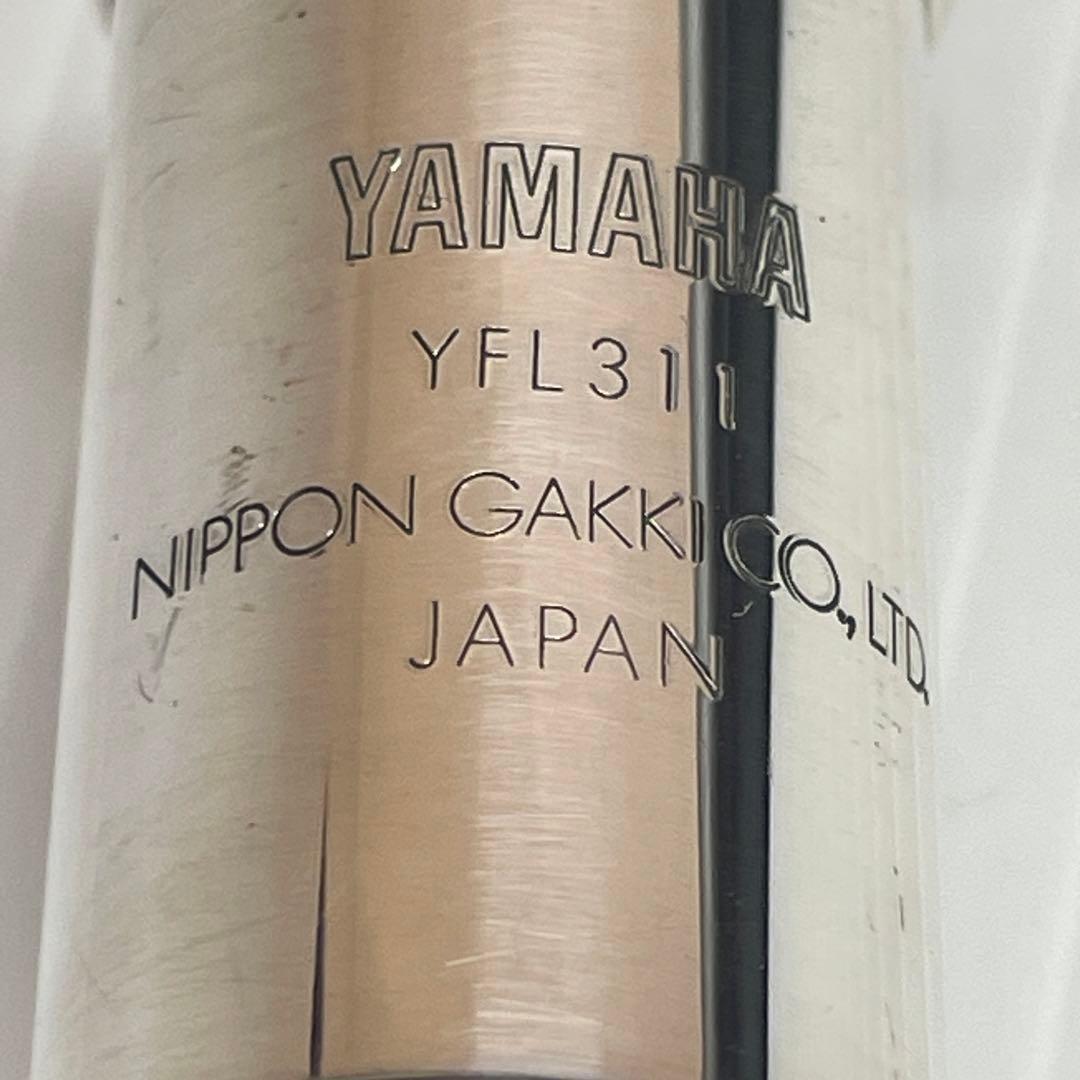 YAMAHA
YFL311
NIPPON GAKKI CO., LTD.
JAPAN